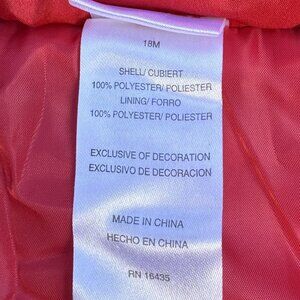 18M
SHELL/ CUBIERT
100% POLYESTER/ POLIESTER
LINING/ FORRO
100% POLYESTER/ POLIESTER
EXCLUSIVE OF DECORATION
EXCLUSIVO DE DECORACION
MADE IN CHINA
HECHO EN CHINA
RN 16435